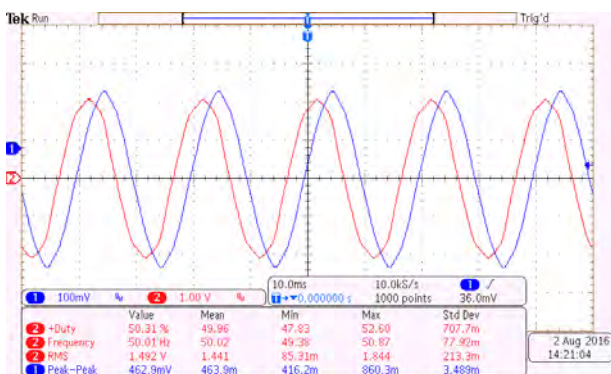 Tek Run Trig'd
T
T
1
2
1 100mV 2 1.00 V
10.0ms 10.0kS/s 1
T→▼0.000000 s 1000 points 36.0mV
Value Mean Min Max Std Dev
2 +Duty 50.31 % 49.96 47.83 52.60 707.7m
2 Frequency 50.01 Hz 50.02 49.38 50.87 77.92m
2 RMS 1.492 V 1.441 85.31m 1.844 213.3m
1 Peak-Peak 462.9mV 463.9m 416.2m 860.3m 3.489m
2 Aug 2016
14:21:04